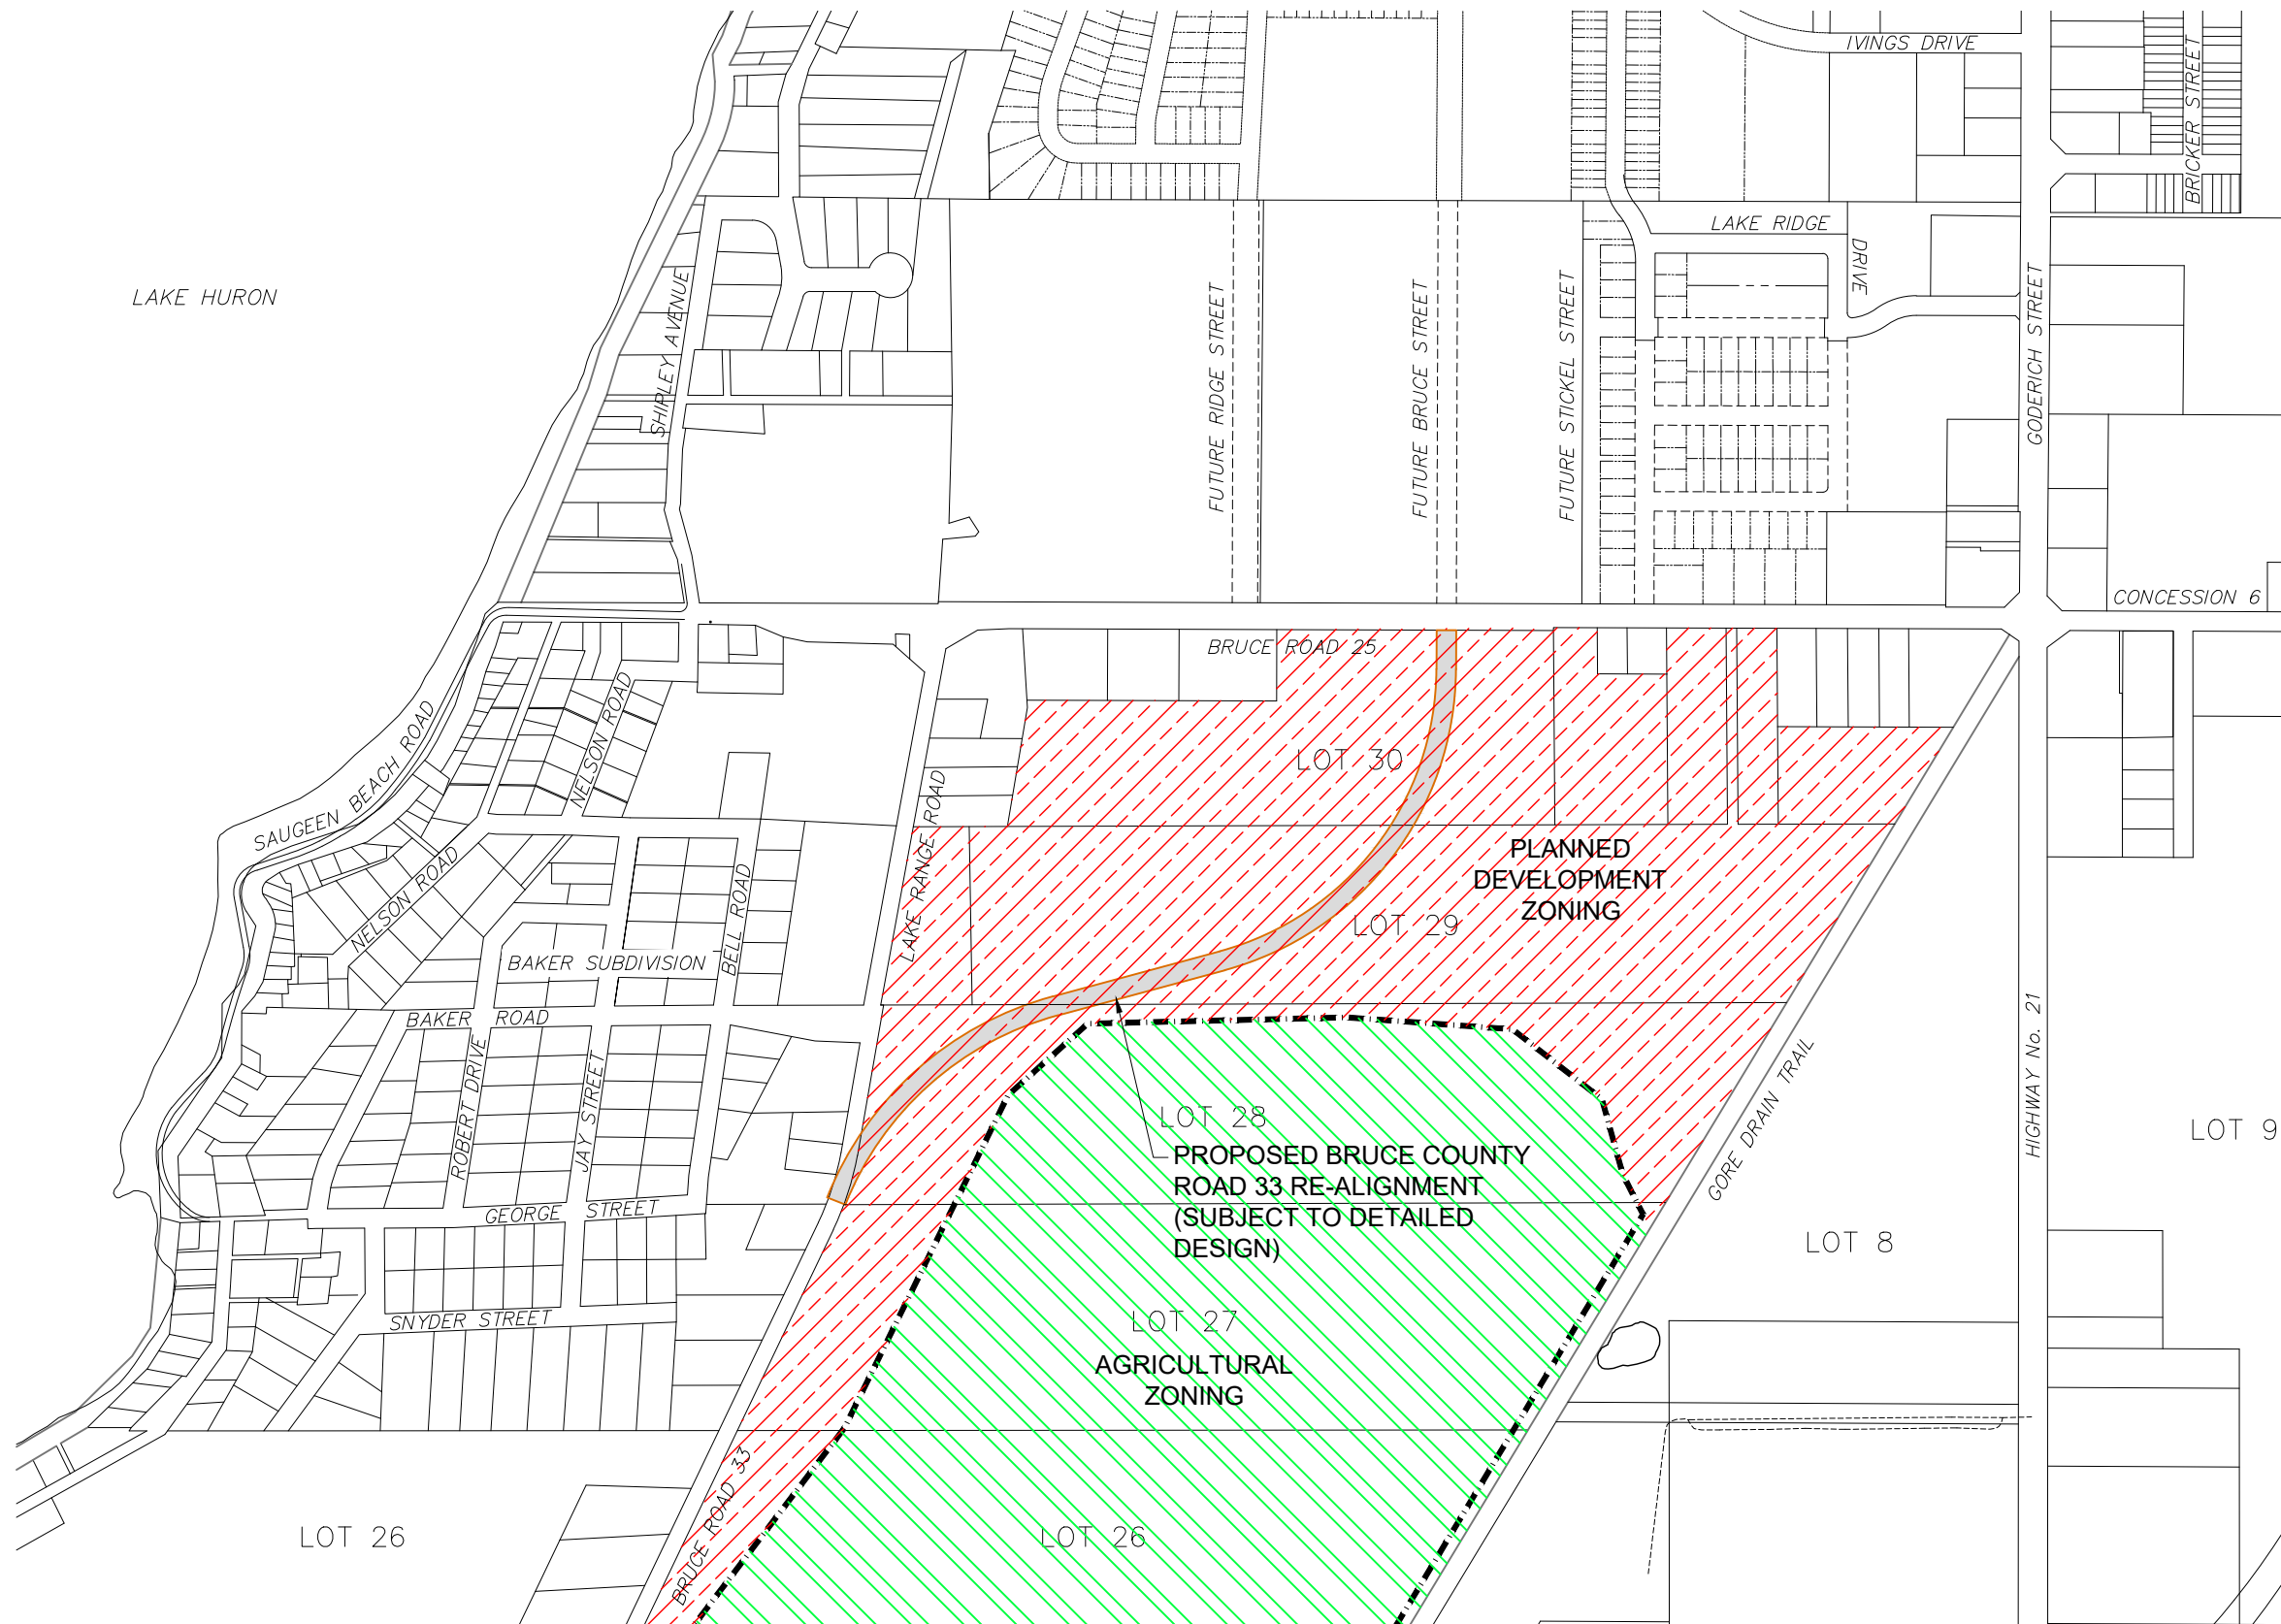 IVINGS DRIVE
BRICKER STREET
LAKE RIDGE
DRIVE
LAKE HURON
SHIPLEY AVENUE
FUTURE RIDGE STREET
FUTURE BRUCE STREET
FUTURE STICKEL STREET
GODERICH STREET
CONCESSION 6
BRUCE ROAD 25
NELSON ROAD
SAUGEEN BEACH ROAD
LOT 30
LAKE RANGE ROAD
PLANNED
DEVELOPMENT
ZONING
NELSON ROAD
LOT 29
BELL ROAD
BAKER SUBDIVISION
BAKER ROAD
HIGHWAY No. 21
ROBERT DRIVE
JAY STREET
GORE DRAIN TRAIL
LOT 28
LOT 9
PROPOSED BRUCE COUNTY
ROAD 33 RE-ALIGNMENT
(SUBJECT TO DETAILED
DESIGN)
GEORGE STREET
LOT 8
SNYDER STREET
LOT 27
AGRICULTURAL
ZONING
BRUCE ROAD 33
LOT 26
LOT 26